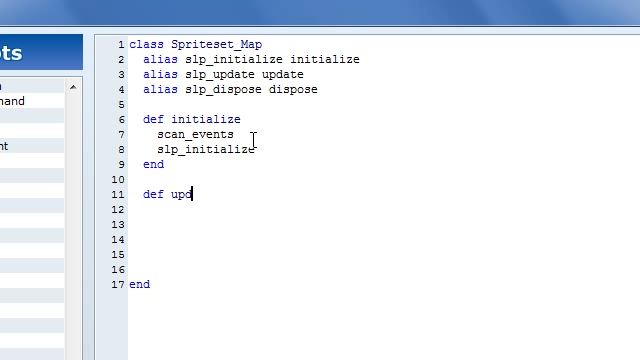 pts
nand
nt
1 class Spriteset_Map
2   alias slp_initialize initialize
3   alias slp_update update
4   alias slp_dispose dispose
5
6   def initialize
7     scan_events
8     slp_initialize
9   end
10
11   def upd
12
13
14
15
16
17 end